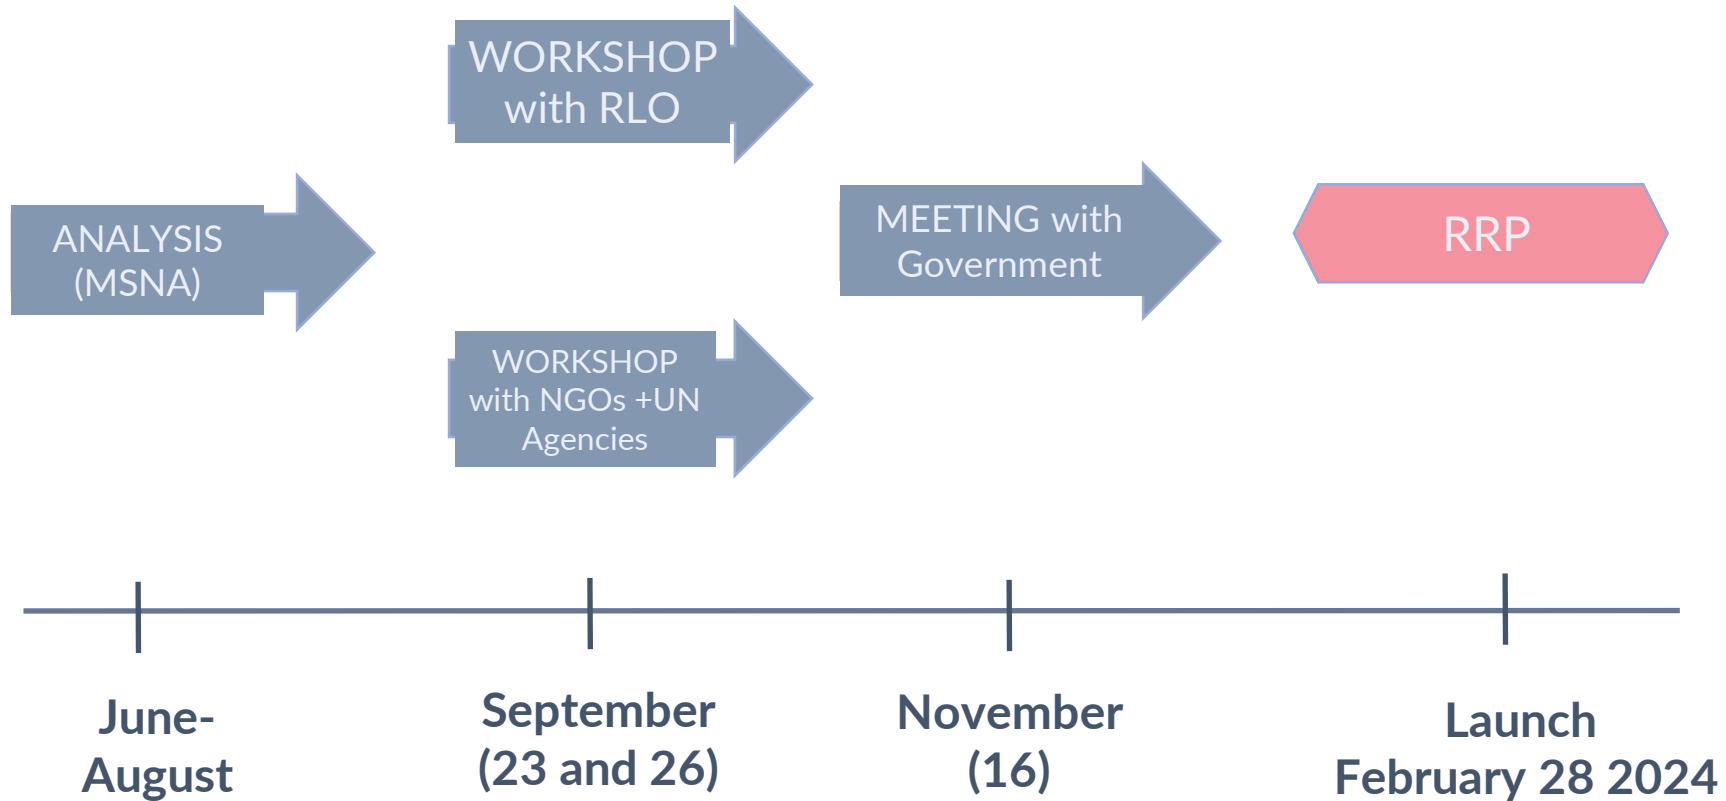 WORKSHOP
with RLO
ANALYSIS
(MSNA)
MEETING with
Government
RRP
WORKSHOP
with NGOs +UN
Agencies
June-
August
September
(23 and 26)
November
(16)
Launch
February 28 2024